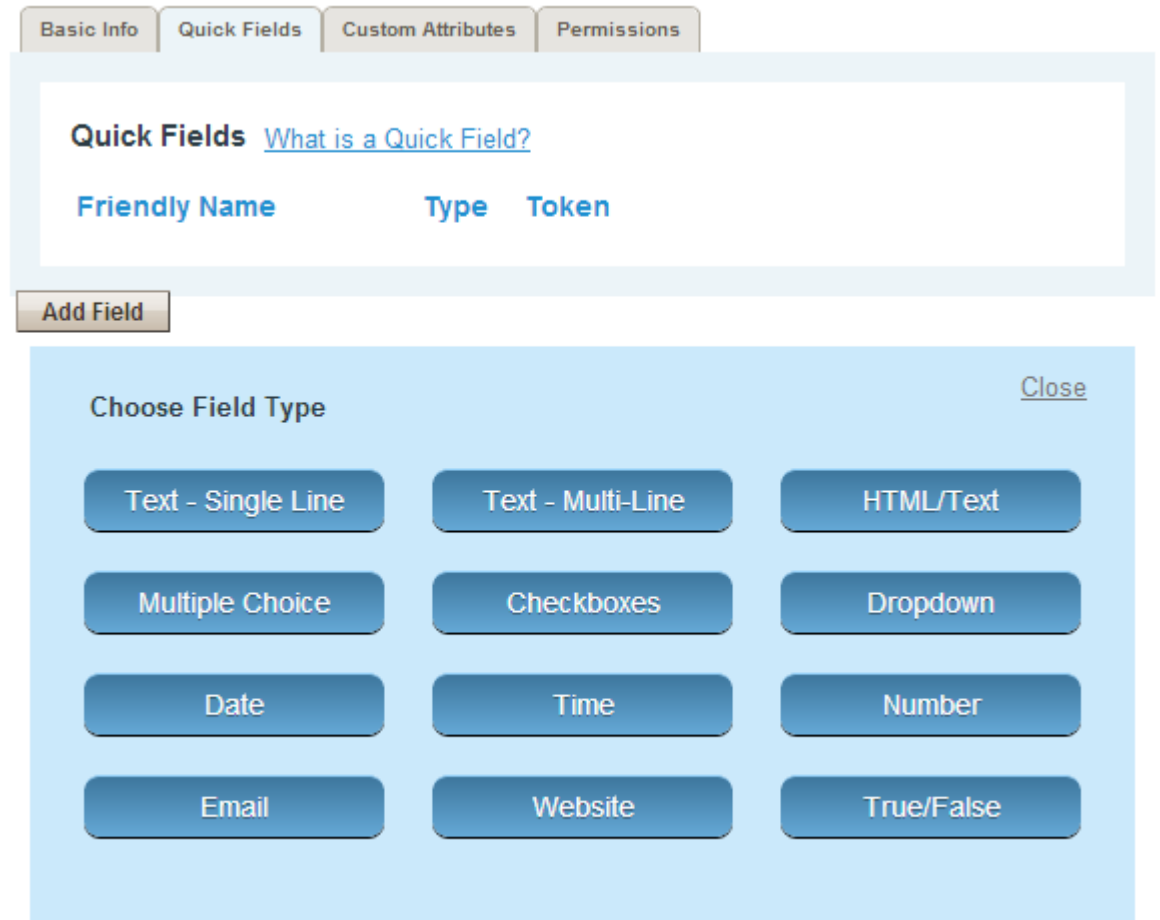 Basic Info Quick Fields Custom Attributes Permissions
Quick Fields What is a Quick Field?
Friendly Name Type Token
Add Field
Close
Choose Field Type
Text - Single Line Text - Multi-Line HTML/Text
Multiple Choice Checkboxes Dropdown
Date Time Number
Email Website True/False